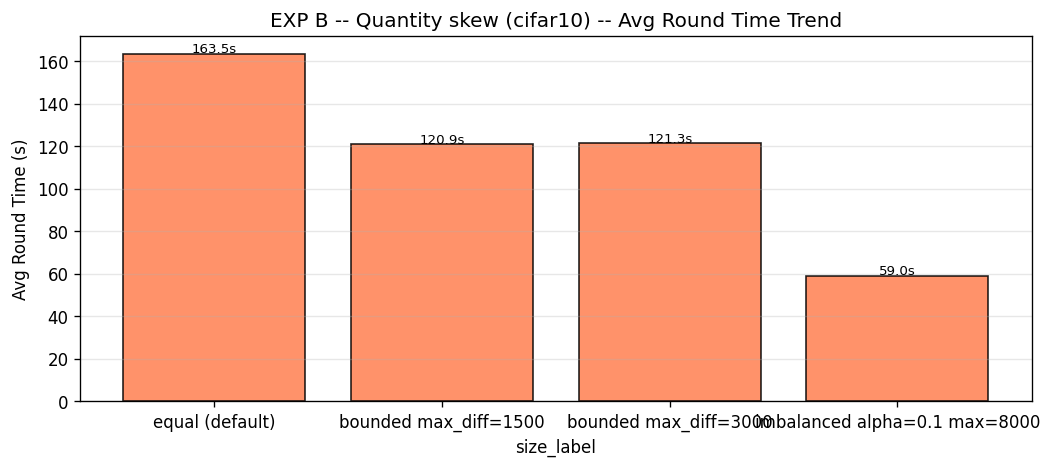 EXP B -- Quantity skew (cifar10) -- Avg Round Time Trend
Avg Round Time (s)
160
140
120
100
80
60
40
20
0
163.5s
120.9s
121.3s
59.0s
equal (default)
bounded max_diff=1500
bounded max_diff=3000
imbalanced alpha=0.1 max=8000
size_label